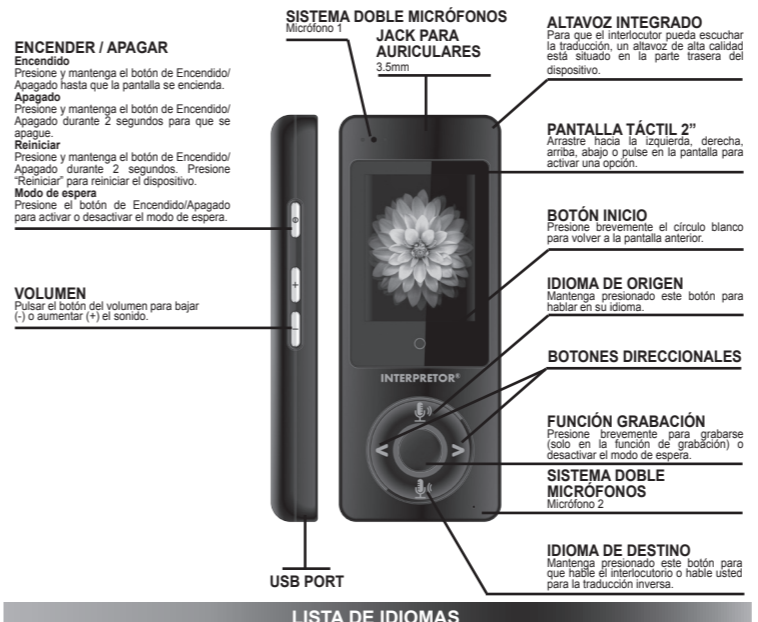 SISTEMA DOBLE MICRÓFONOS
Micrófono 1
JACK PARA
AURICULARES
3.5mm
ALTAVOZ INTEGRADO
Para que el interlocutor pueda escuchar
la traducción, un altavoz de alta calidad
está situado en la parte trasera del
dispositivo.
ENCENDER / APAGAR
Encendido
Presione y mantenga el botón de Encendido/
Apagado hasta que la pantalla se encienda.
Apagado
Presione y mantenga el botón de Encendido/
Apagado durante 2 segundos para que se
apague.
Reiniciar
Presione y mantenga el botón de Encendido/
Apagado durante 2 segundos. Presione
“Reiniciar” para reiniciar el dispositivo.
Modo de espera
Presione el botón de Encendido/Apagado
para activar o desactivar el modo de espera.
VOLUMEN
Pulsar el botón del volumen para bajar
(-) o aumentar (+) el sonido.
+
-
INTERPRETOR®
<
>
PANTALLA TÁCTIL 2”
Arrastre hacia la izquierda, derecha,
arriba, abajo o pulse en la pantalla para
activar una opción.
BOTÓN INICIO
Presione brevemente el círculo blanco
para volver a la pantalla anterior.
IDIOMA DE ORIGEN
Mantenga presionado este botón para
hablar en su idioma.
BOTONES DIRECCIONALES
FUNCIÓN GRABACIÓN
Presione brevemente para grabarse
(solo en la función de grabación) o
desactivar el modo de espera.
SISTEMA DOBLE
MICRÓFONOS
Micrófono 2
IDIOMA DE DESTINO
Mantenga presionado este botón para
que hable el interlocutorio o hable usted
para la traducción inversa.
USB PORT
LISTA DE IDIOMAS